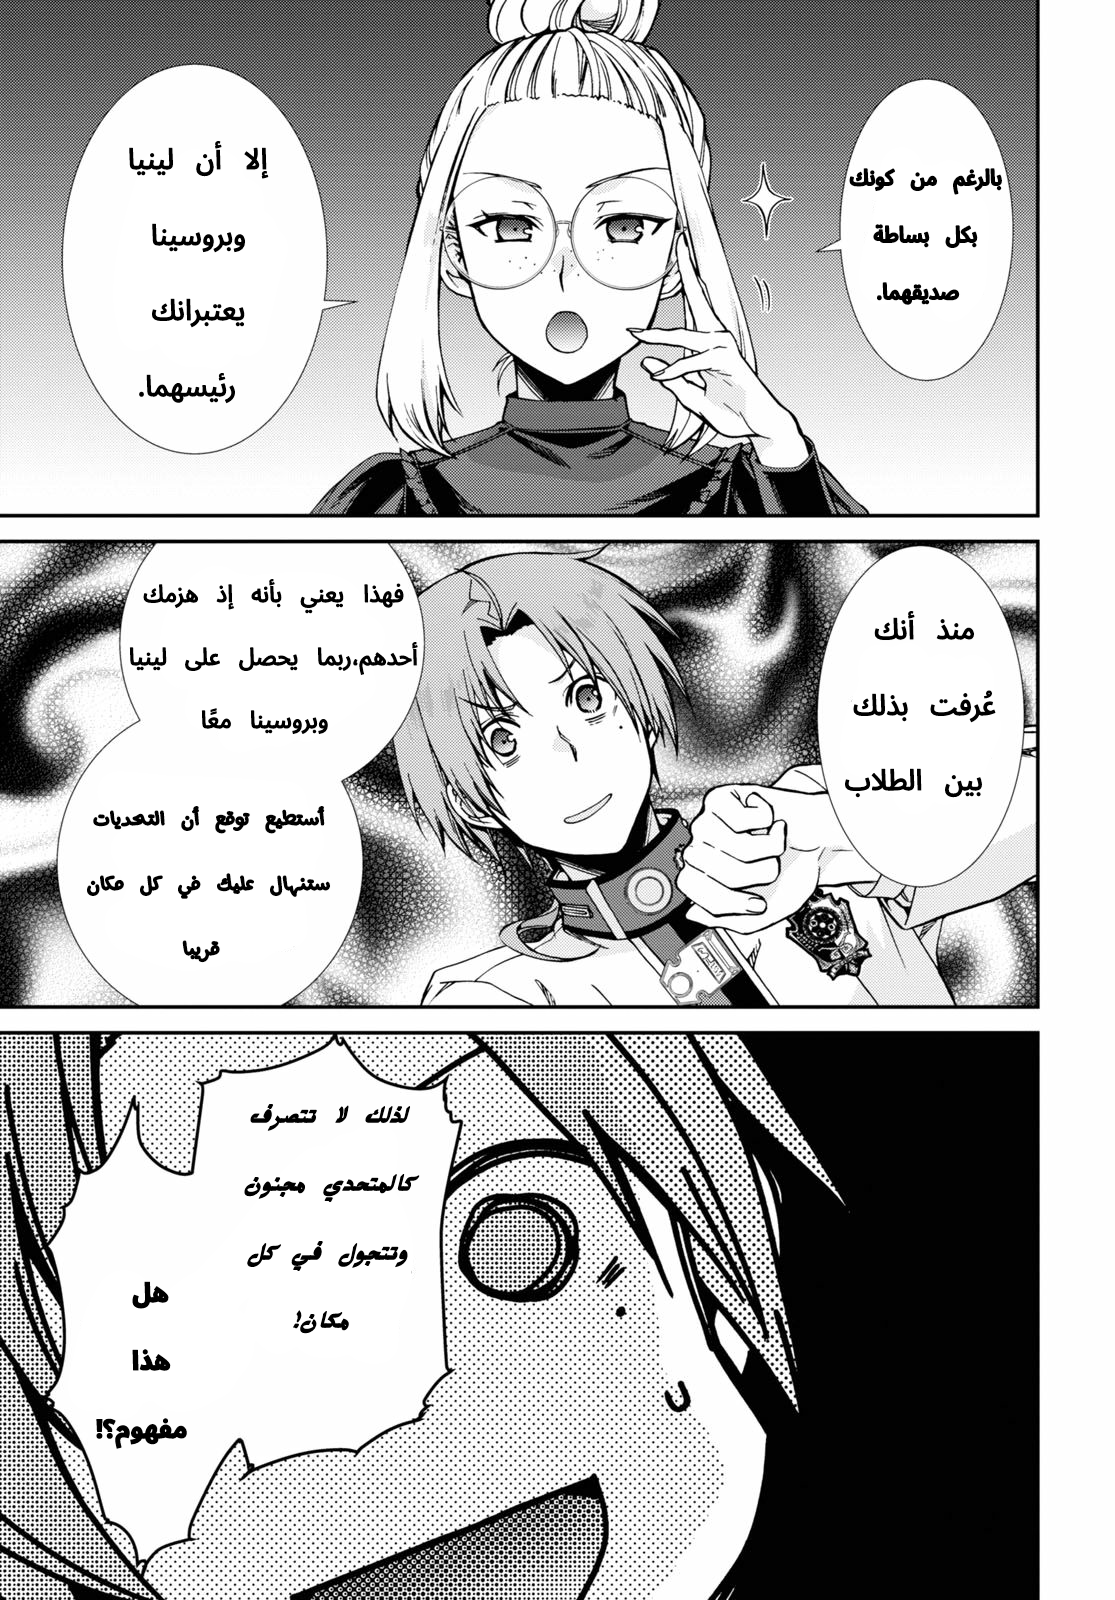 بالرغم من كونك
بكل بساطة
صديقهما.
إلا أن لينيا
وبروسينا
يعتبرانك
رئيسهما.
منذ أنك
عُرفت بذلك
بين الطلاب
فهذا يعني بأنه إذ هزمك
أحدهم،ربما يحصل على لينيا
وبروسينا معًا
أستطيع توقع أن التحديات
ستنهال عليك في كل مكان
قريبا
لذلك لا تتصرف
كالمتحدي مجنون
وتتجول في كل
مكان!
هل
هذا
مفهوم؟!